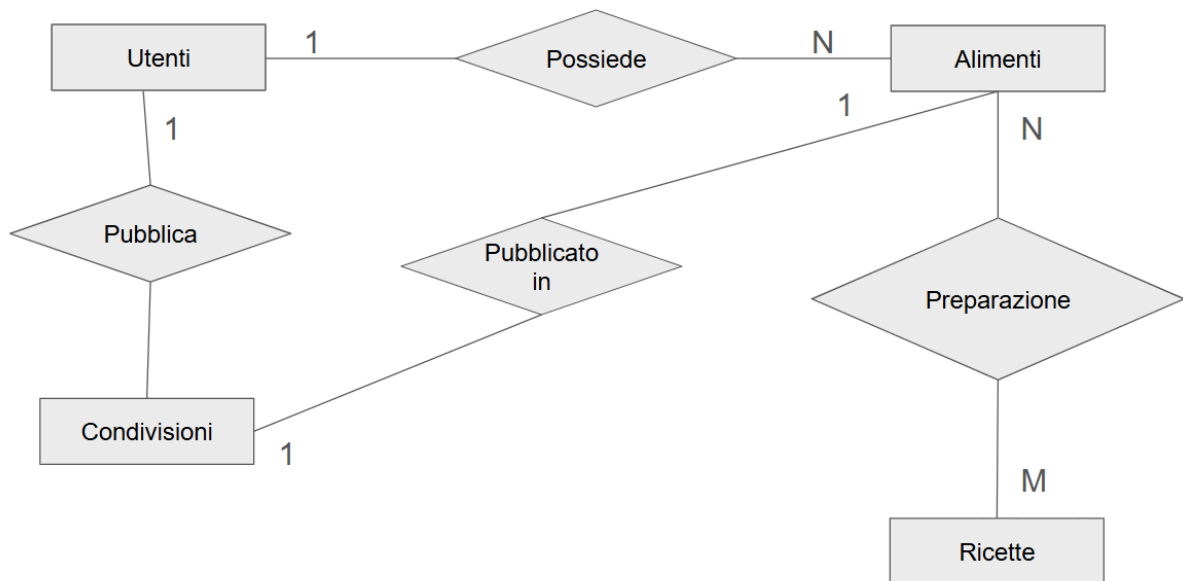 Utenti
1
Possiede
N
Alimenti
1
1
N
Pubblica
Pubblicato
in
Preparazione
Condivisioni
1
M
Ricette